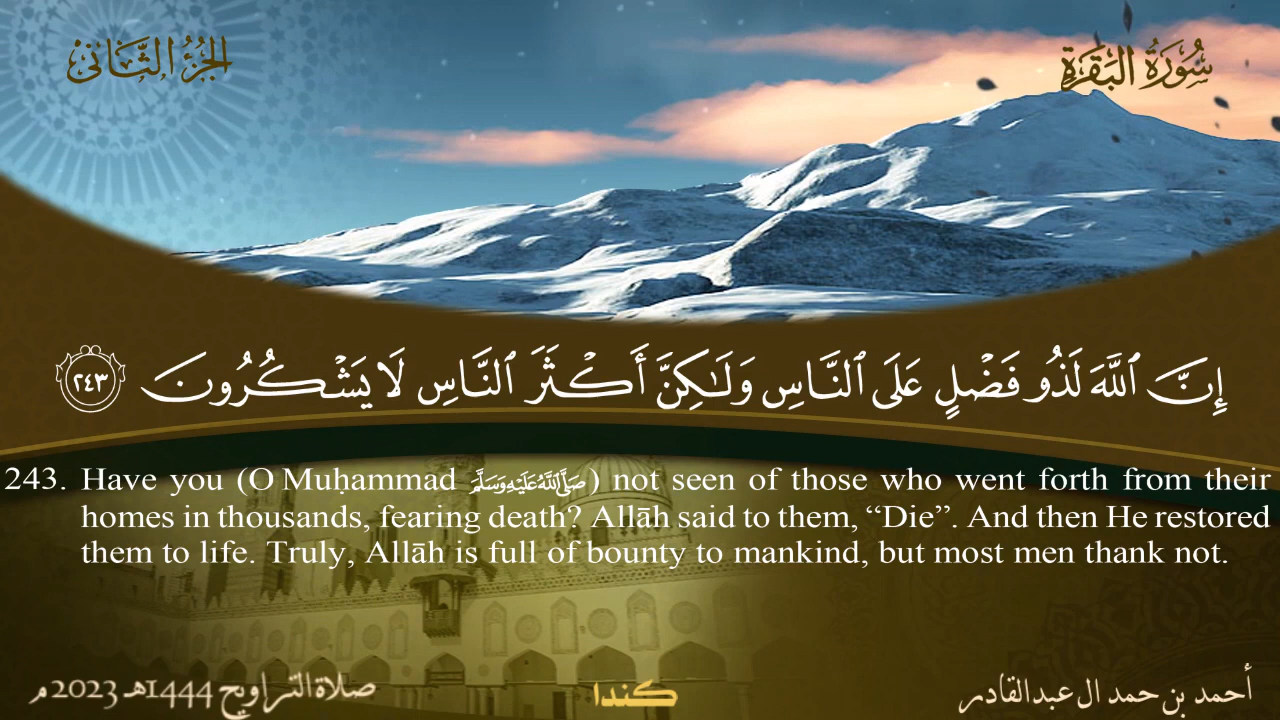 سُورَةُ البَقَرَةِ
الجُزْءُ الثَّانِي
إِنَّ ٱللَّهَ لَذُو فَضۡلٍ عَلَى ٱلنَّاسِ وَلَٰكِنَّ أَكۡثَرَ ٱلنَّاسِ لَا يَشۡكُرُونَ ٢٤٣
243. Have you (O Muḥammad ﷺ) not seen of those who went forth from their
homes in thousands, fearing death? Allāh said to them, “Die”. And then He restored
them to life. Truly, Allāh is full of bounty to mankind, but most men thank not.
أحمد بن حمد ال عبدالقادر
كندا
صلاة التراويح 1444هـ 2023م